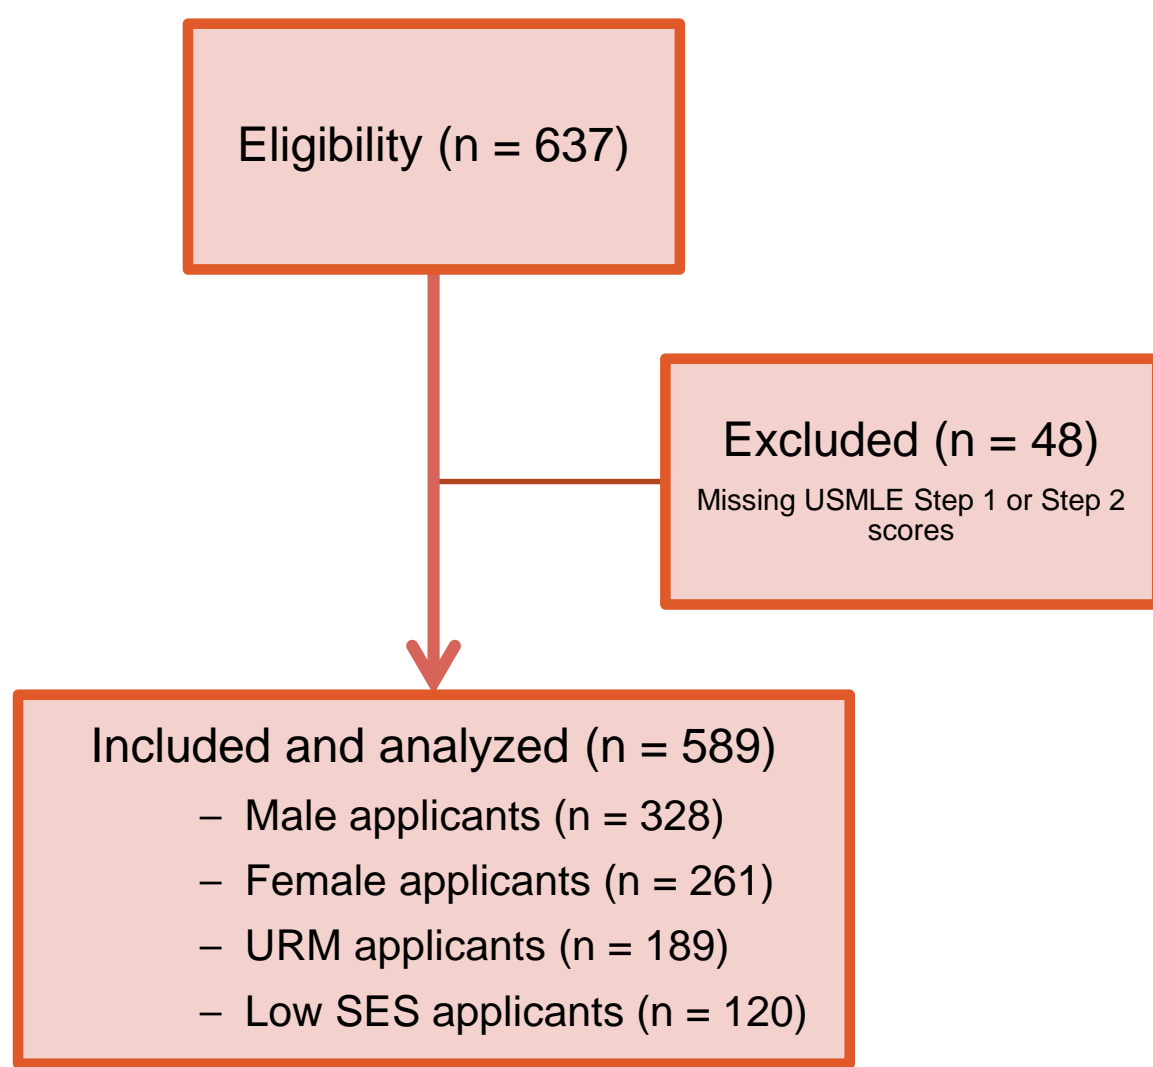 Eligibility (n = 637)
Excluded (n = 48)
Missing USMLE Step 1 or Step 2
scores
Included and analyzed (n = 589)
– Male applicants (n = 328)
– Female applicants (n = 261)
– URM applicants (n = 189)
– Low SES applicants (n = 120)